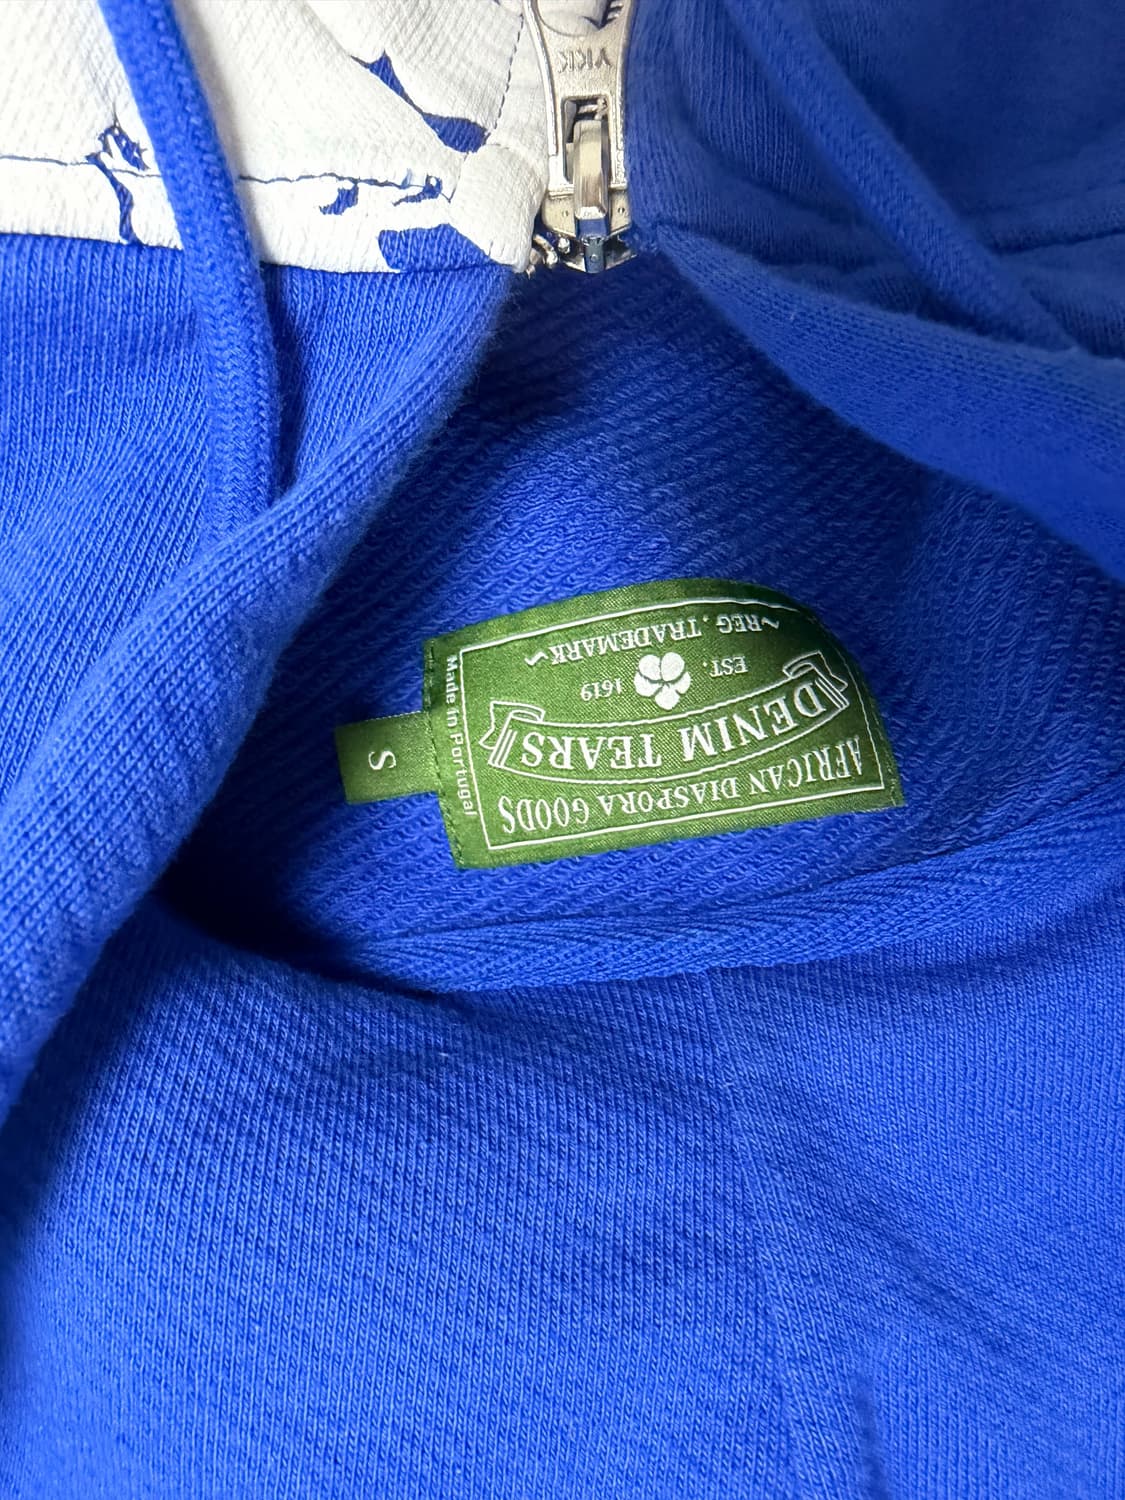 YKK
AFRICAN DIASPORA GOODS
DENIM TEARS
EST. 1619
~REG. TRADEMARK~
Made in Portugal
S